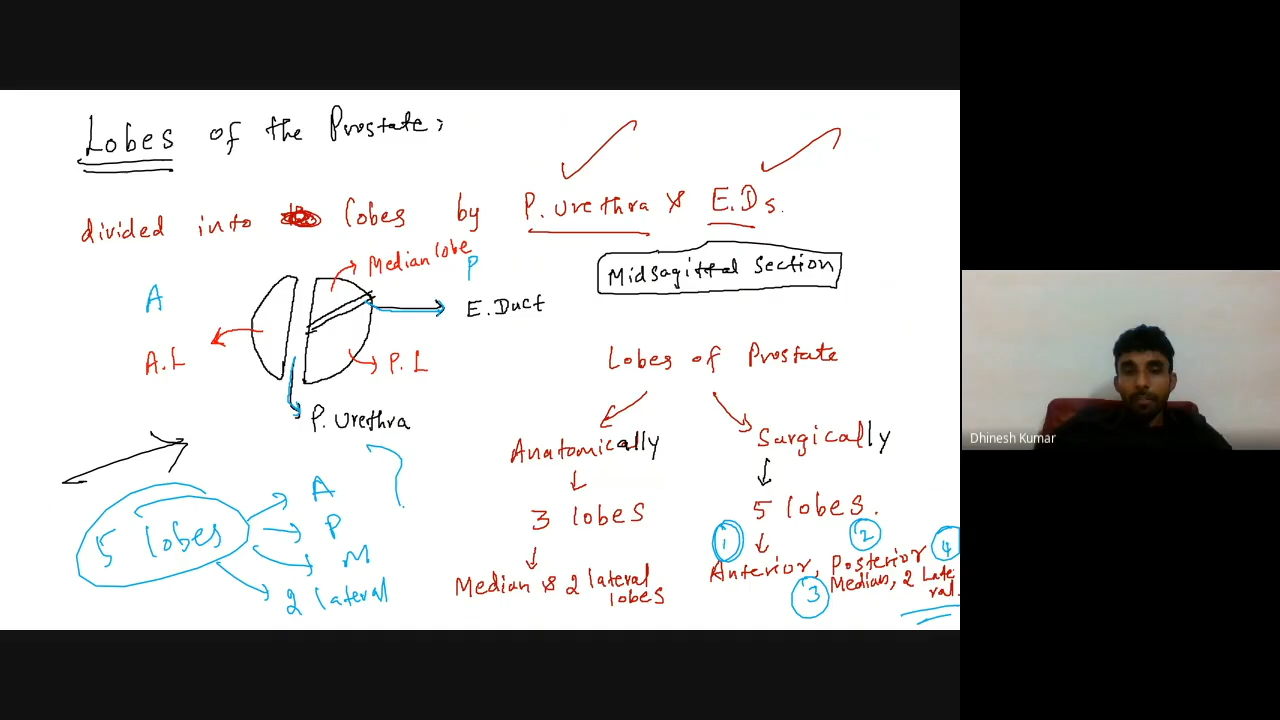 Lobes of the Prostate;
divided into lobes by P. Urethra & E.Ds.
Median lobe
P
Midsagittal Section
A
E. Duct
A.L
P.L
Lobes of Prostate
P. Urethra
Anatomically
Surgically
3 lobes
5 lobes.
5 lobes
A
P
M
2 lateral
1
2
4
Median & 2 lateral
lobes
Anterior, Posterior
3
Median, 2 Late
ral.
Dhinesh Kumar